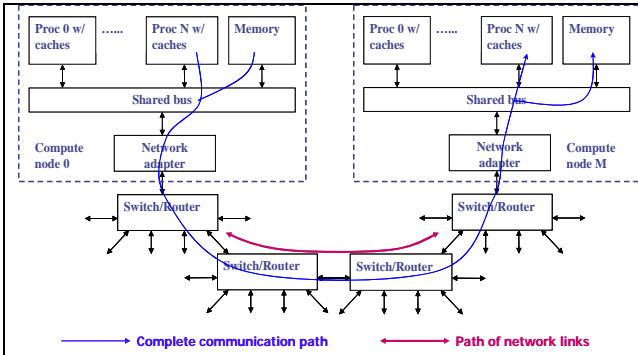 Proc 0 w/ caches
…...
Proc N w/ caches
Memory
Proc 0 w/ caches
…...
Proc N w/ caches
Memory
Shared bus
Shared bus
Compute node 0
Network adapter
Network adapter
Compute node M
Switch/Router
Switch/Router
Switch/Router
Switch/Router
Complete communication path
Path of network links